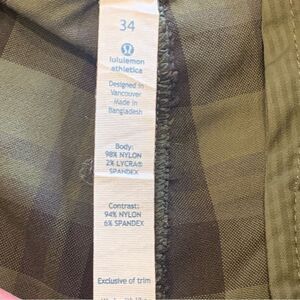 34
lululemon
athletica
Designed in
Vancouver
Made in
Bangladesh
Body:
98% NYLON
2% LYCRA®
SPANDEX
Contrast:
94% NYLON
6% SPANDEX
Exclusive of trim